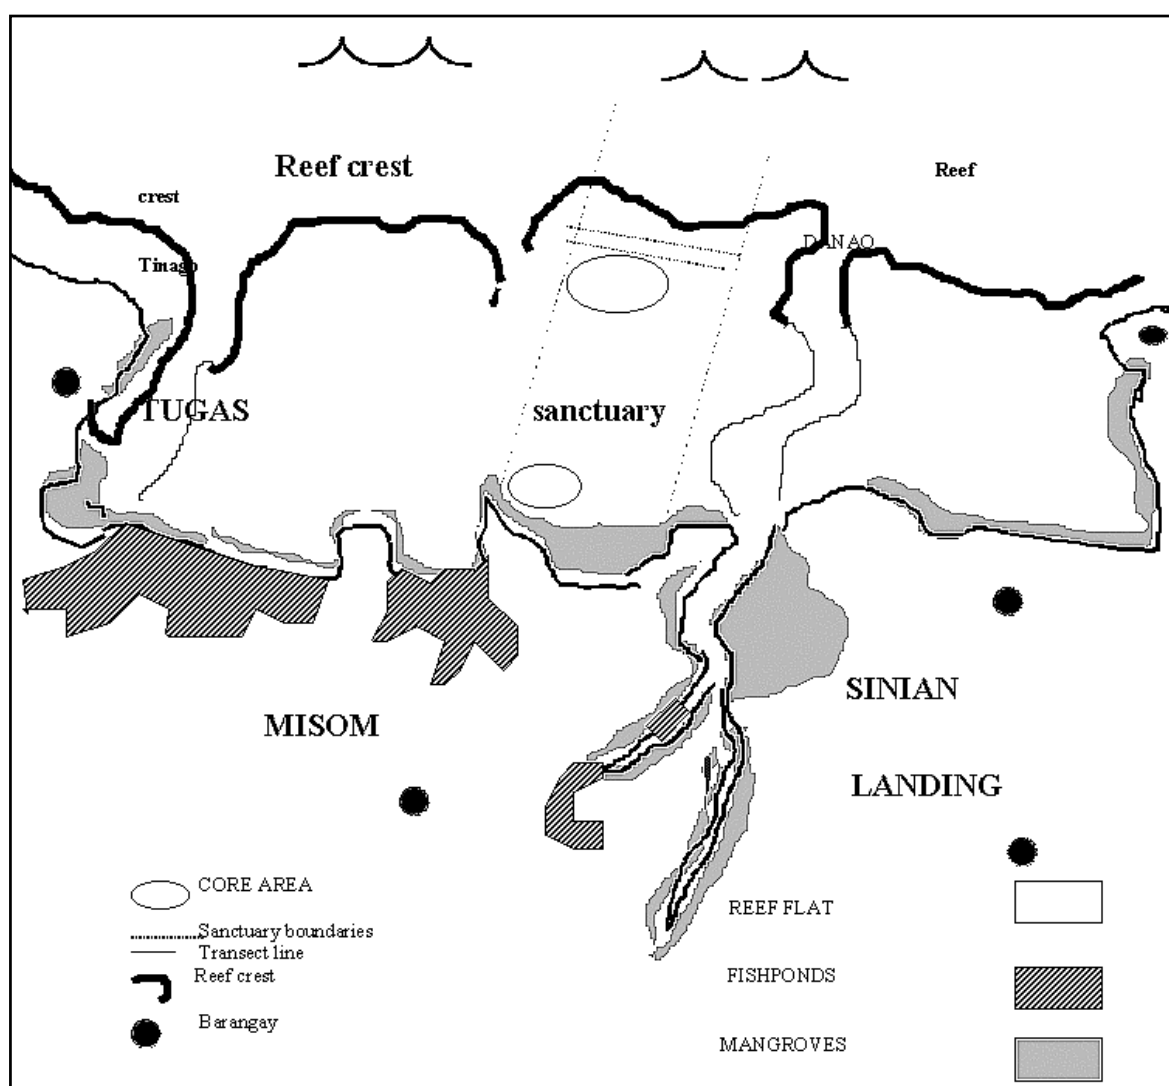 Reef crest
Reef
crest
DANAO
Tinago
TUGAS
sanctuary
SINIAN
MISOM
LANDING
CORE AREA
Sanctuary boundaries
Transect line
Reef crest
Barangay
REEF FLAT
FISHPONDS
MANGROVES